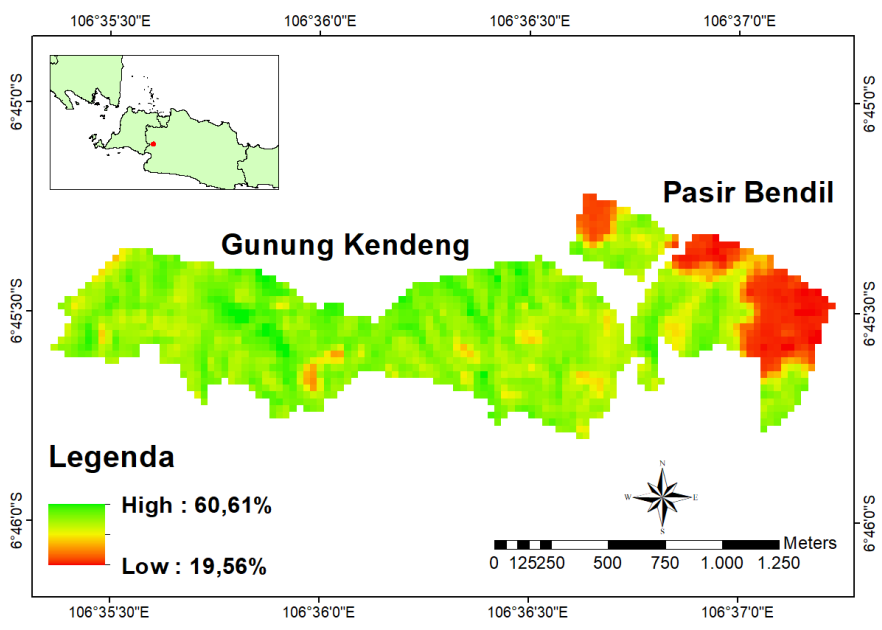 106°35'30"E 106°36'0"E 106°36'30"E 106°37'0"E
6°45'0"S 6°45'0"S
Pasir Bendil
Gunung Kendeng
6°45'30"S 6°45'30"S
Legenda
High : 60,61%
Low : 19,56%
N
W E
S
6°46'0"S 6°46'0"S
Meters
0 125 250 500 750 1.000 1.250
106°35'30"E 106°36'0"E 106°36'30"E 106°37'0"E